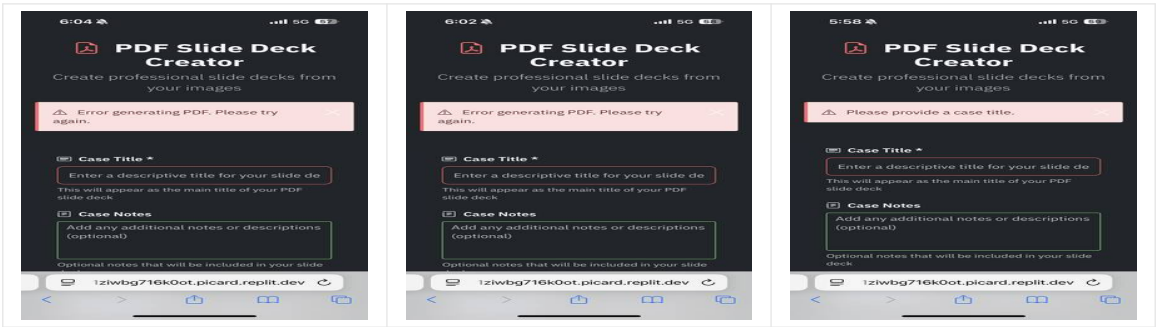 6:04
5G
PDF Slide Deck
Creator
Create professional slide decks from
your images
Error generating PDF. Please try
again.
Case Title *
Enter a descriptive title for your slide de
This will appear as the main title of your PDF
slide deck
Case Notes
Add any additional notes or descriptions
(optional)
Optional notes that will be included in your slide
1ziwbg716k0ot.picard.replit.dev
6:02
5G
PDF Slide Deck
Creator
Create professional slide decks from
your images
Error generating PDF. Please try
again.
Case Title *
Enter a descriptive title for your slide de
This will appear as the main title of your PDF
slide deck
Case Notes
Add any additional notes or descriptions
(optional)
Optional notes that will be included in your slide
1ziwbg716k0ot.picard.replit.dev
5:58
5G
PDF Slide Deck
Creator
Create professional slide decks from
your images
Please provide a case title.
Case Title *
Enter a descriptive title for your slide de
This will appear as the main title of your PDF
slide deck
Case Notes
Add any additional notes or descriptions
(optional)
Optional notes that will be included in your slide
deck
1ziwbg716k0ot.picard.replit.dev